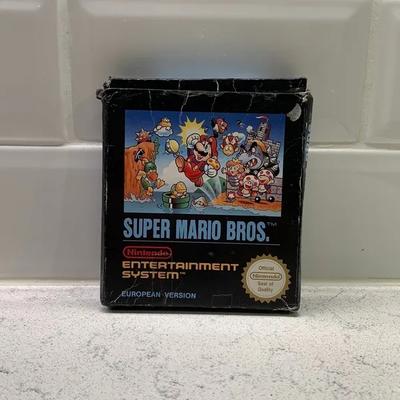 SUPER MARIO BROS.™
Nintendo
ENTERTAINMENT
SYSTEM™
EUROPEAN VERSION
Official
Nintendo
Seal of
Quality